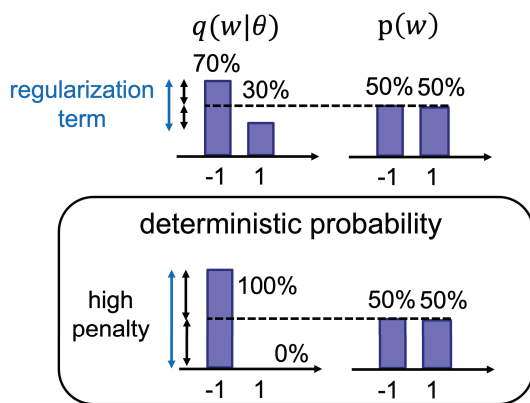 q(w|θ) p(w)
70%
30% 50% 50%
regularization
term
-1 1 -1 1
deterministic probability
high
penalty
100% 50% 50%
0%
-1 1 -1 1